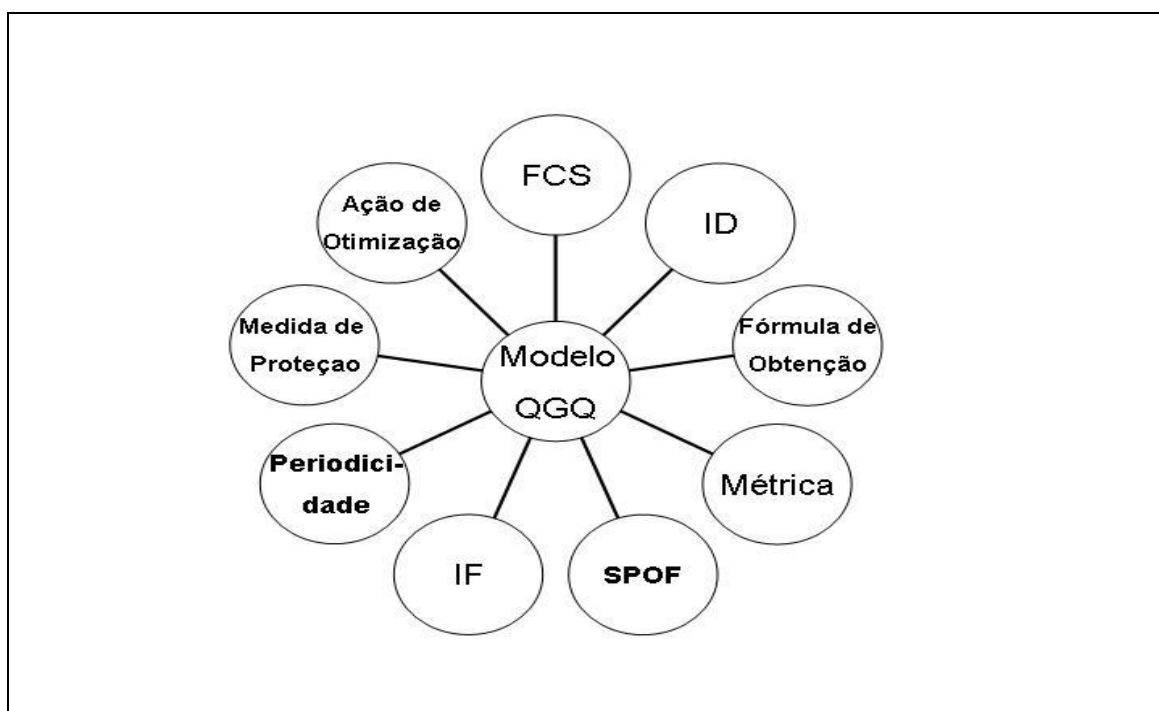 FCS
Ação de
Otimização
ID
Medida de
Proteçao
Fórmula de
Obtenção
Modelo
QGQ
Periodici-
dade
Métrica
IF
SPOF